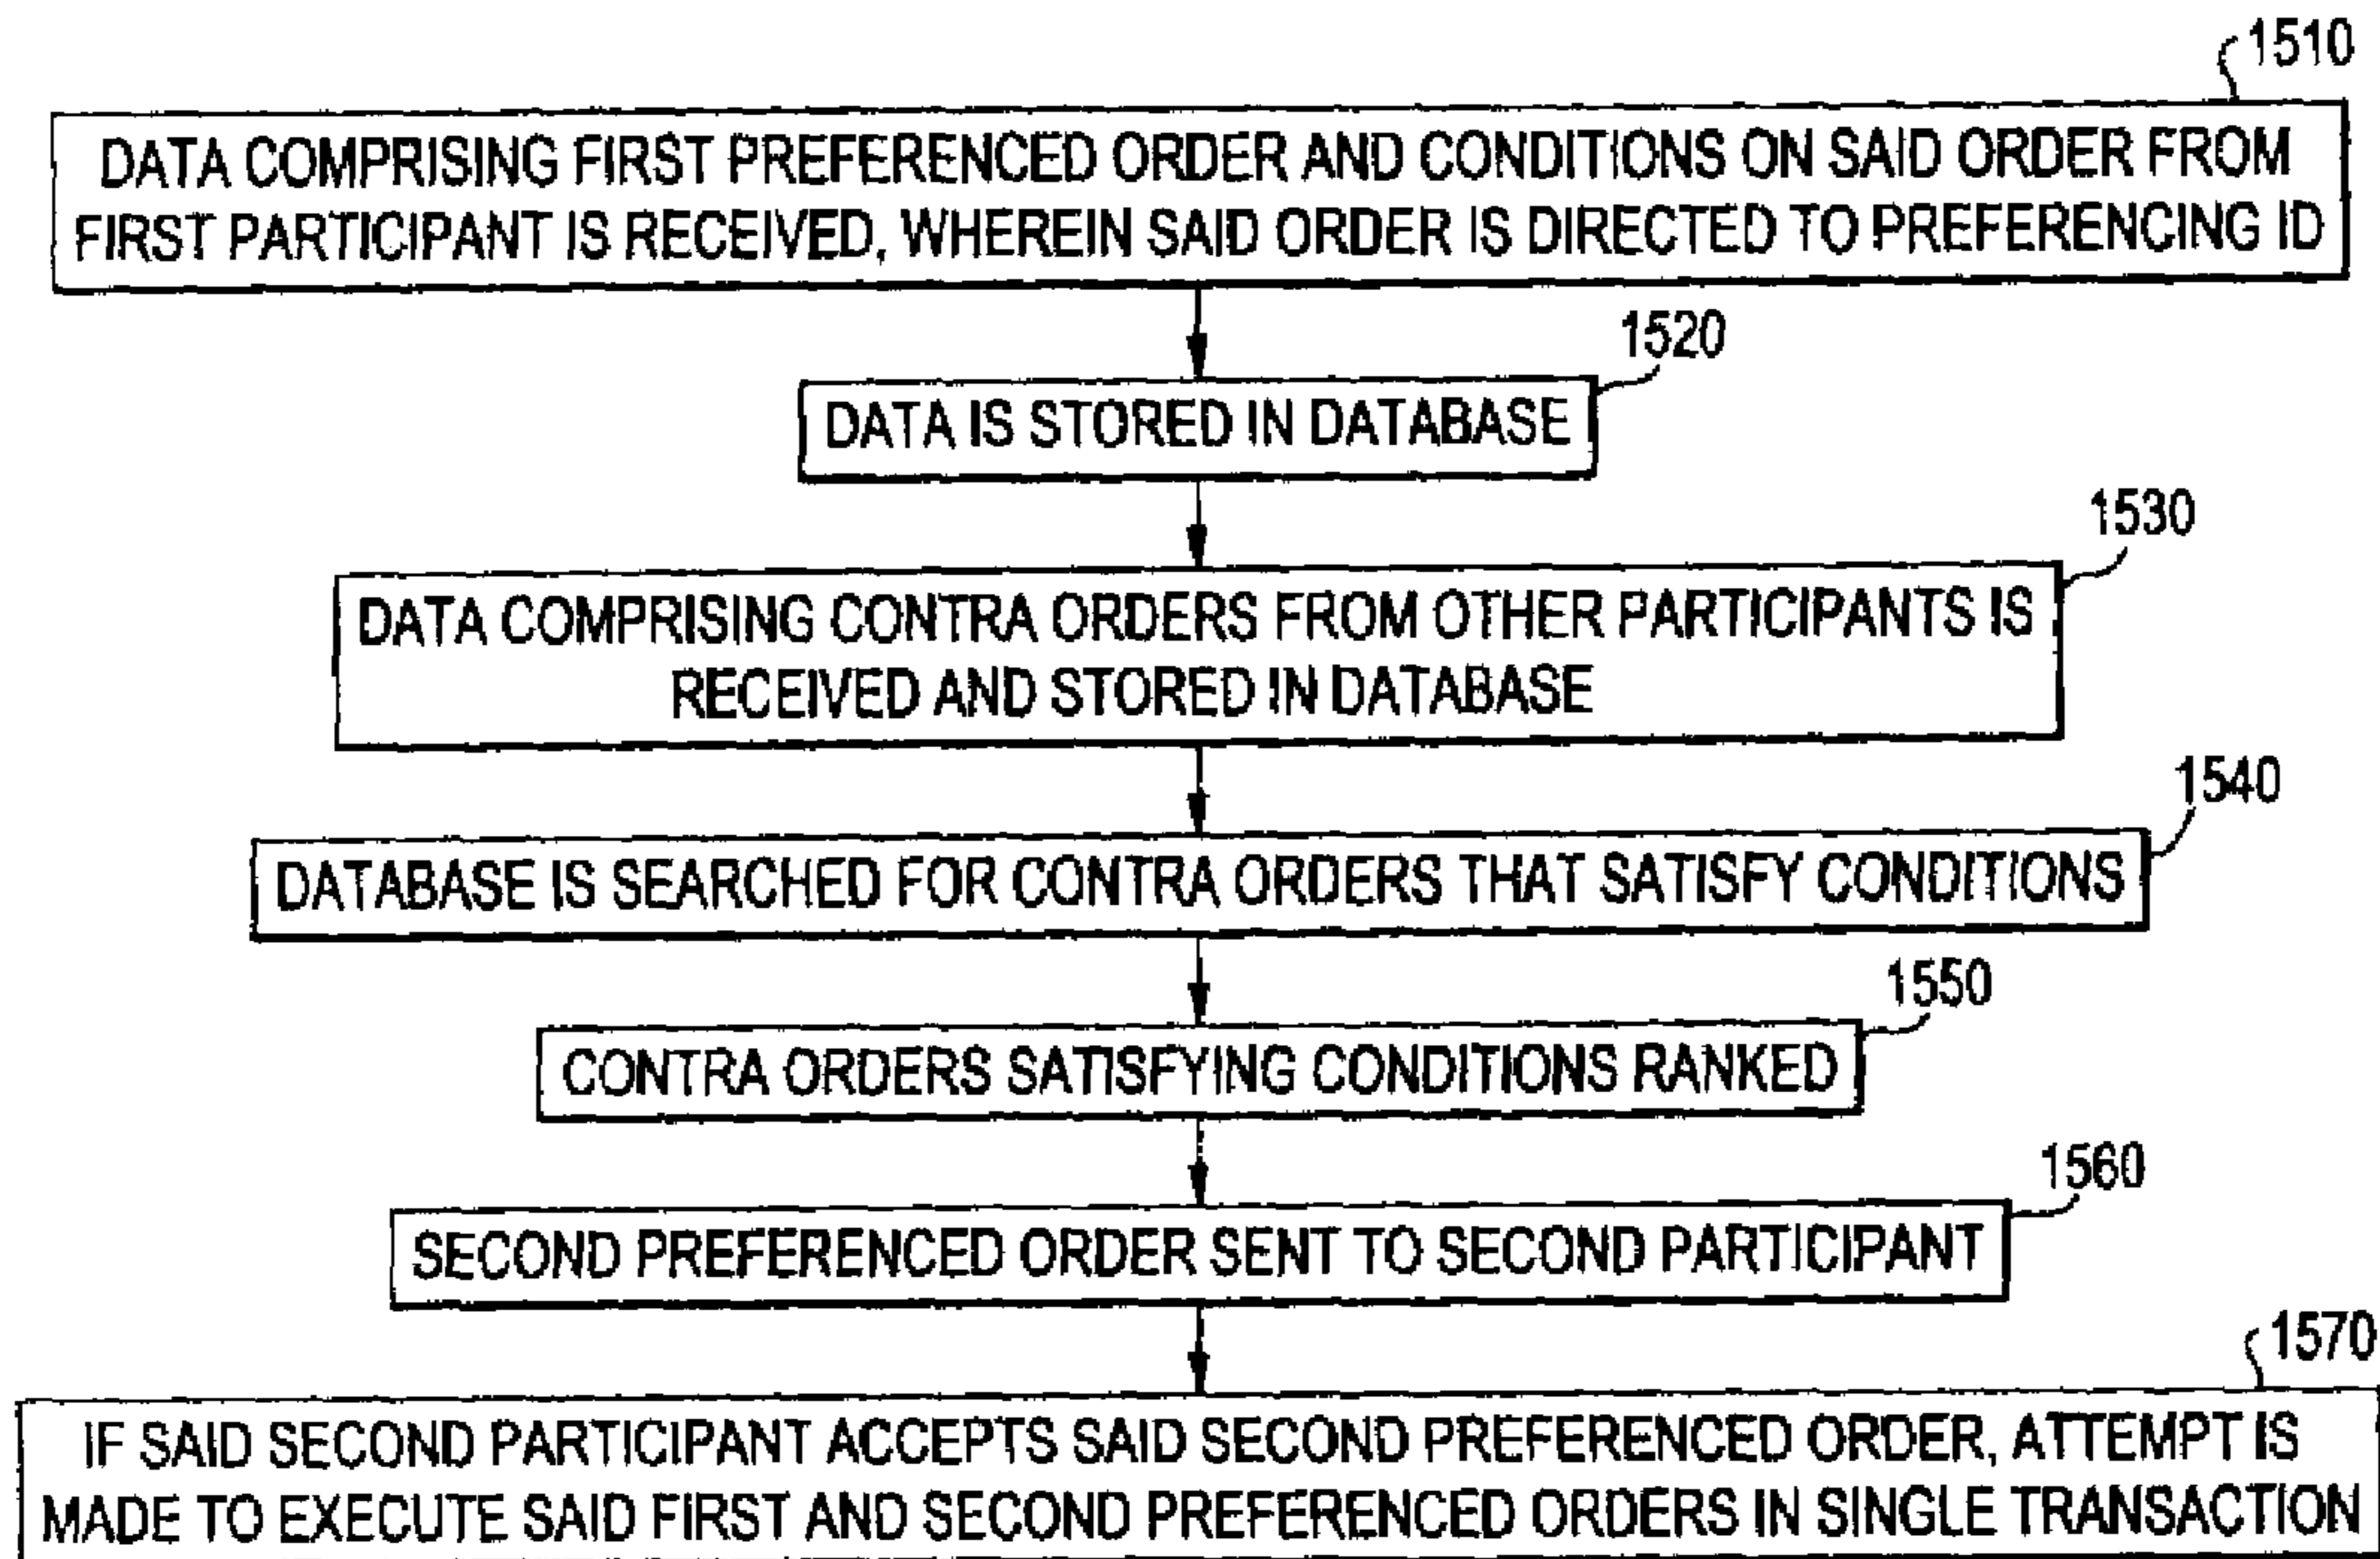 1510
DATA COMPRISING FIRST PREFERENCED ORDER AND CONDITIONS ON SAID ORDER FROM
FIRST PARTICIPANT IS RECEIVED, WHEREIN SAID ORDER IS DIRECTED TO PREFERENCING ID
1520
DATA IS STORED IN DATABASE
1530
DATA COMPRISING CONTRA ORDERS FROM OTHER PARTICIPANTS IS
RECEIVED AND STORED IN DATABASE
1540
DATABASE IS SEARCHED FOR CONTRA ORDERS THAT SATISFY CONDITIONS
1550
CONTRA ORDERS SATISFYING CONDITIONS RANKED
1560
SECOND PREFERENCED ORDER SENT TO SECOND PARTICIPANT
1570
IF SAID SECOND PARTICIPANT ACCEPTS SAID SECOND PREFERENCED ORDER, ATTEMPT IS
MADE TO EXECUTE SAID FIRST AND SECOND PREFERENCED ORDERS IN SINGLE TRANSACTION